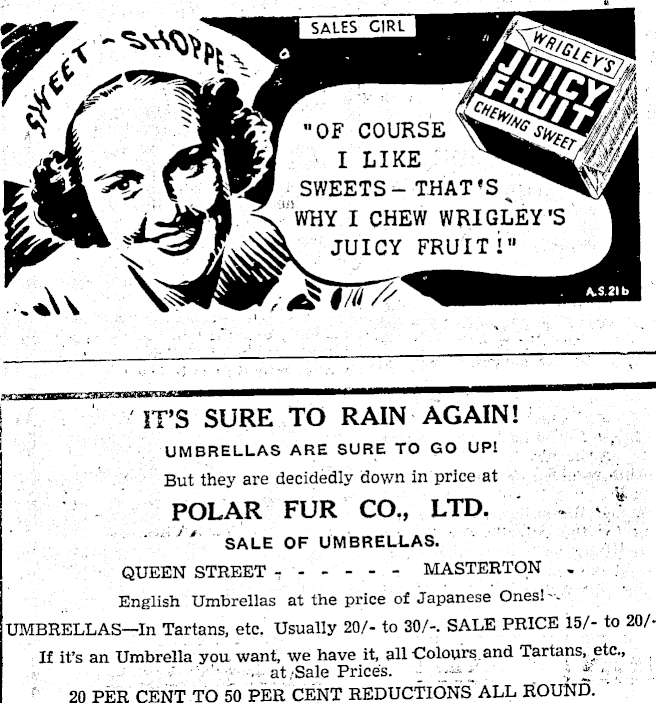 SWEET - SHOPPE
SALES GIRL
WRIGLEY'S
JUICY
FRUIT
CHEWING SWEET
"OF COURSE
I LIKE
SWEETS — THAT'S
WHY I CHEW WRIGLEY'S
JUICY FRUIT!"
A.S.21b
IT'S SURE TO RAIN AGAIN!
UMBRELLAS ARE SURE TO GO UP!
But they are decidedly down in price at
POLAR FUR CO., LTD.
SALE OF UMBRELLAS.
QUEEN STREET - - - - - - MASTERTON
English Umbrellas at the price of Japanese Ones!
UMBRELLAS—In Tartans, etc. Usually 20/- to 30/-. SALE PRICE 15/- to 20/-
If it's an Umbrella you want, we have it, all Colours and Tartans, etc.,
at Sale Prices.
20 PER CENT TO 50 PER CENT REDUCTIONS ALL ROUND.